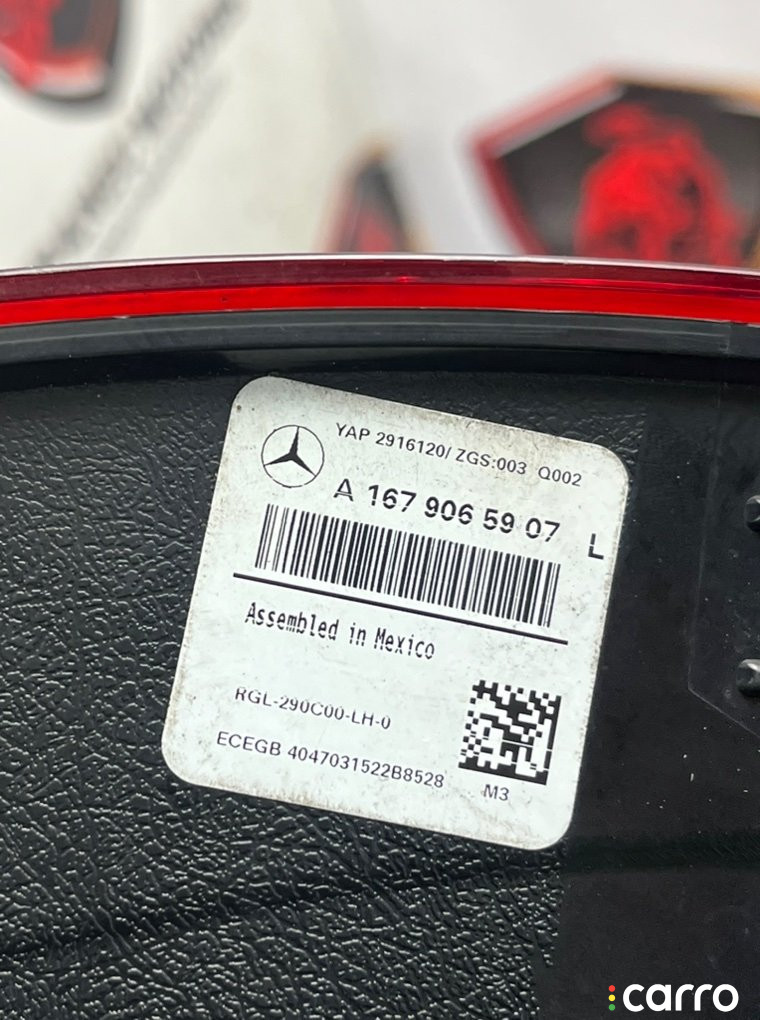 YAP 2916120/ ZGS:003 Q002
A 167 906 59 07 L
Assembled in Mexico
RGL-290C00-LH-0
ECEGB 4047031522B8528
M3
carro